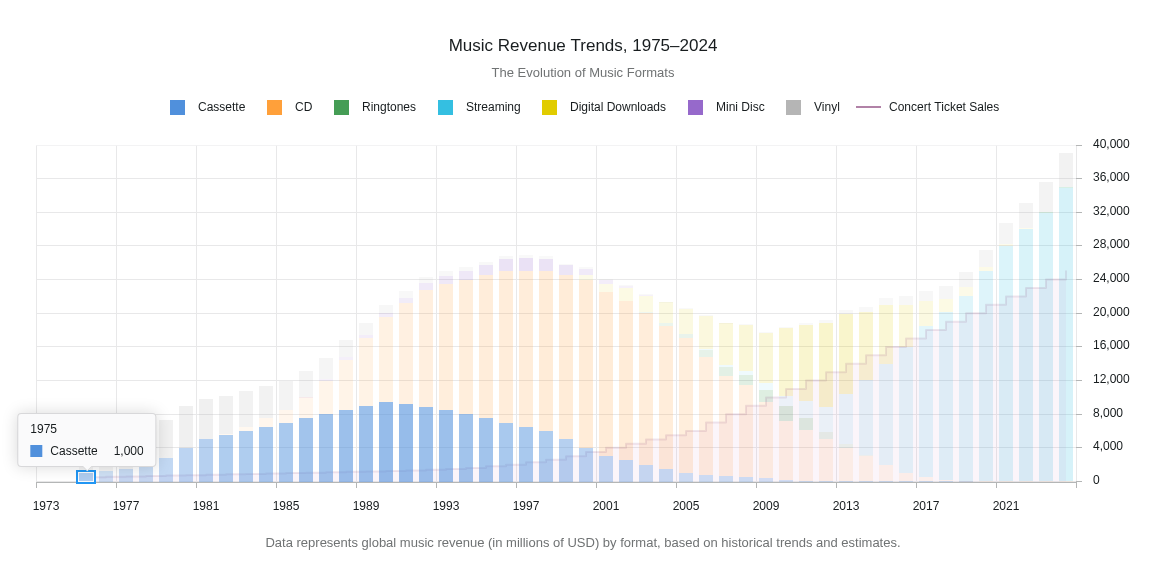 Music Revenue Trends, 1975–2024
The Evolution of Music Formats
Cassette CD Ringtones Streaming Digital Downloads Mini Disc Vinyl Concert Ticket Sales
40,000
36,000
32,000
28,000
24,000
20,000
16,000
12,000
8,000
4,000
0
1975
Cassette 1,000
1973 1977 1981 1985 1989 1993 1997 2001 2005 2009 2013 2017 2021
Data represents global music revenue (in millions of USD) by format, based on historical trends and estimates.